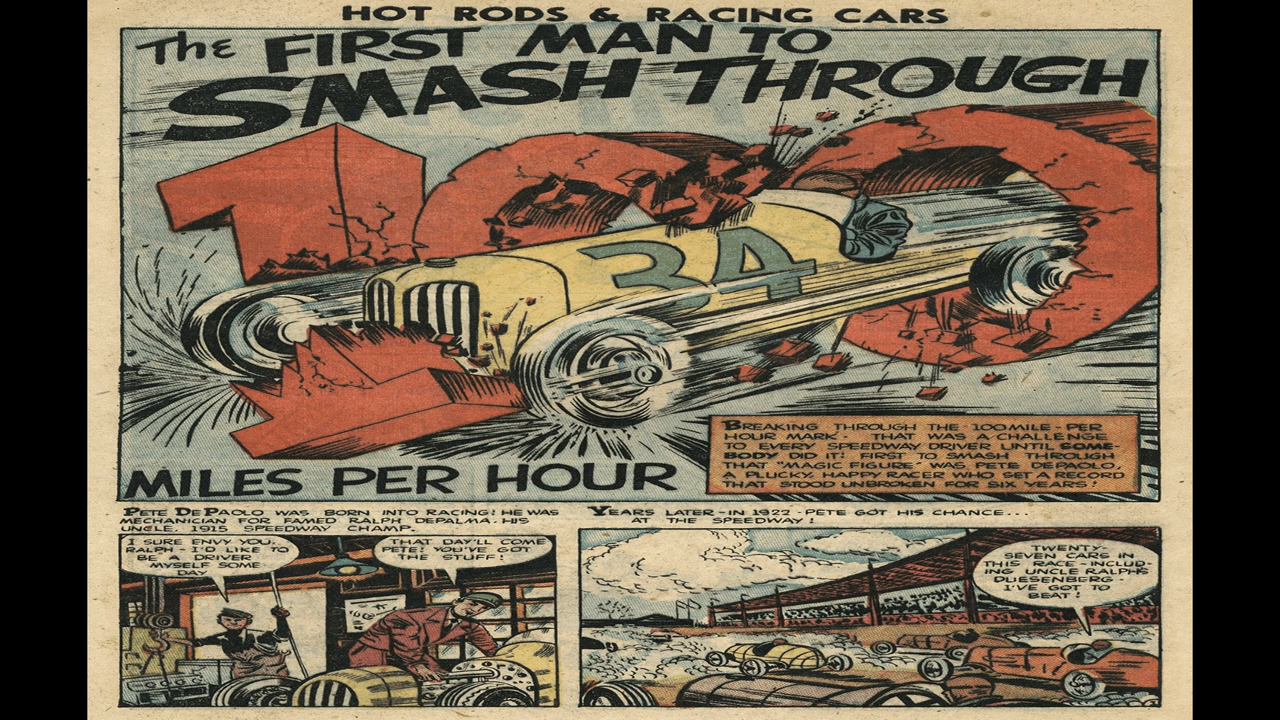 HOT RODS & RACING CARS
The FIRST MAN TO
SMASH THROUGH
100
34
MILES PER HOUR
BREAKING THROUGH THE 100 MILE-PER
HOUR MARK - THAT WAS A CHALLENGE
TO EVERY SPEEDWAY DRIVER UNTIL SOME-
BODY DID IT! FIRST TO SMASH THROUGH
THAT "MAGIC FIGURE" WAS PETE DEPAOLO,
A PLUCKY, HAPPY RACER WHO SET A RECORD
THAT STOOD UNBROKEN FOR SIX YEARS!
PETE DE PAOLO WAS BORN INTO RACING! HE WAS
MECHANICIAN FOR FAMED RALPH DEPALMA, HIS
UNCLE, 1915 SPEEDWAY CHAMP.
I SURE ENVY YOU,
RALPH - I'D LIKE TO
BE A DRIVER
MYSELF SOME
DAY
THAT DAY'LL COME
PETE! YOU'VE GOT
THE STUFF!
YEARS LATER - IN 1922 - PETE GOT HIS CHANCE...
AT THE SPEEDWAY!
TWENTY-
SEVEN CARS IN
THIS RACE - INCLUD-
ING UNCLE RALPH'S
DUESENBERG -
I'VE GOT TO
BEAT!